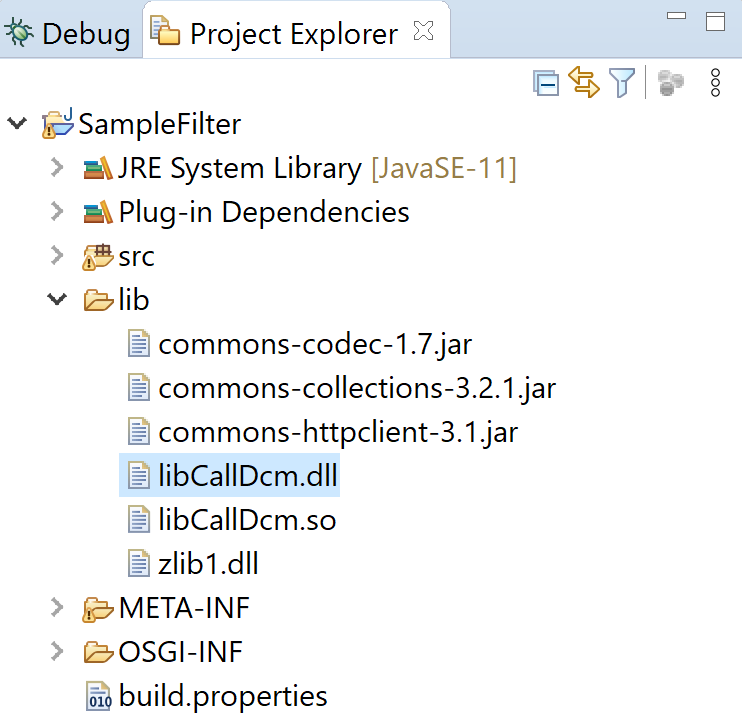 Debug Project Explorer
SampleFilter
JRE System Library [JavaSE-11]
Plug-in Dependencies
src
lib
commons-codec-1.7.jar
commons-collections-3.2.1.jar
commons-httpclient-3.1.jar
libCallDcm.dll
libCallDcm.so
zlib1.dll
META-INF
OSGI-INF
010 build.properties